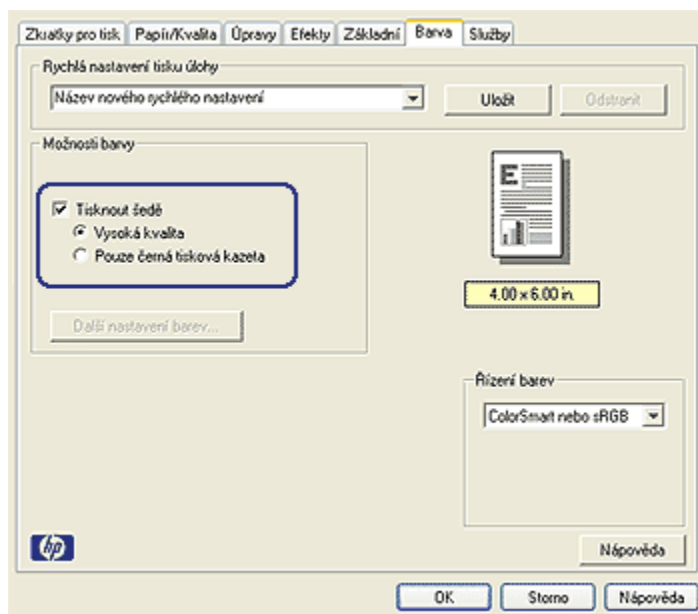 Zkratky pro tisk Papír/Kvalita Úpravy Efekty Základní Barva Služby
Rychlá nastavení tisku úlohy
Název nového rychlého nastavení Uložit Odstranit
Možnosti barvy
Tisknout šedě
Vysoká kvalita
Pouze černá tisková kazeta
4.00 x 6.00 in.
Další nastavení barev...
Řízení barev
ColorSmart nebo sRGB
hp
Nápověda
OK Storno Nápověda